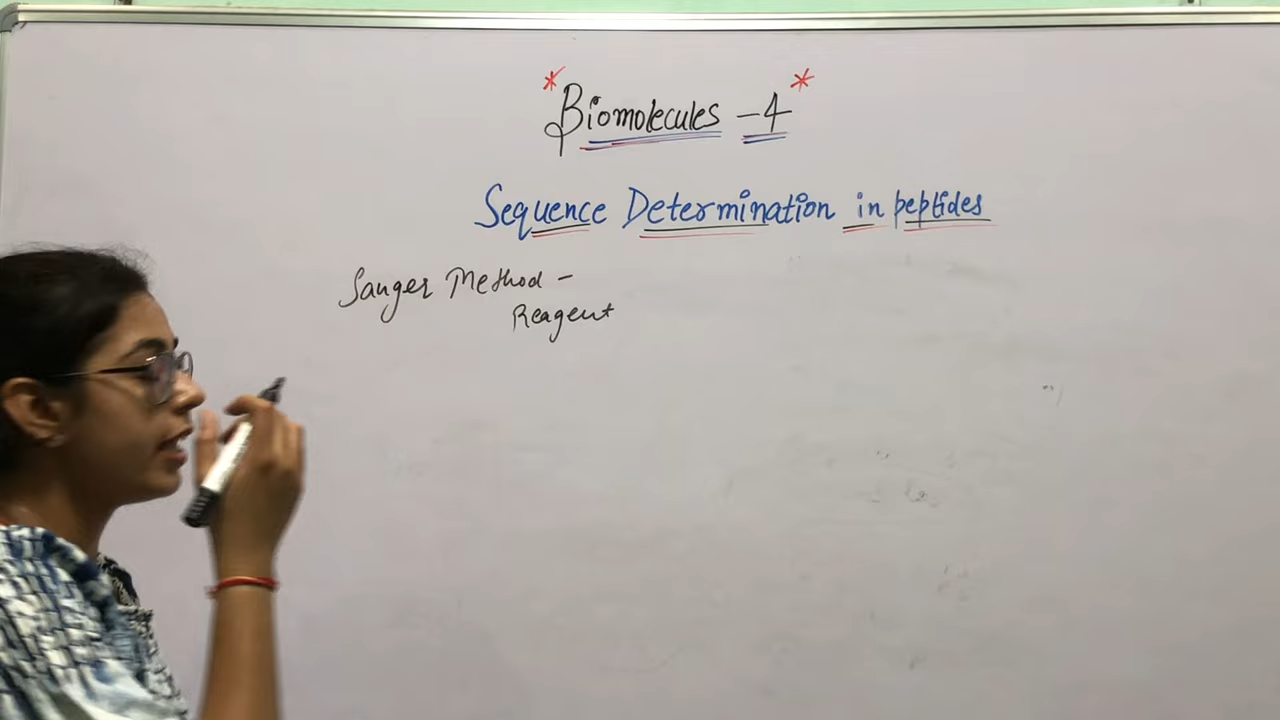 * Biomolecules - 4 *
Sequence Determination in peptides
Sanger Method -
Reagent